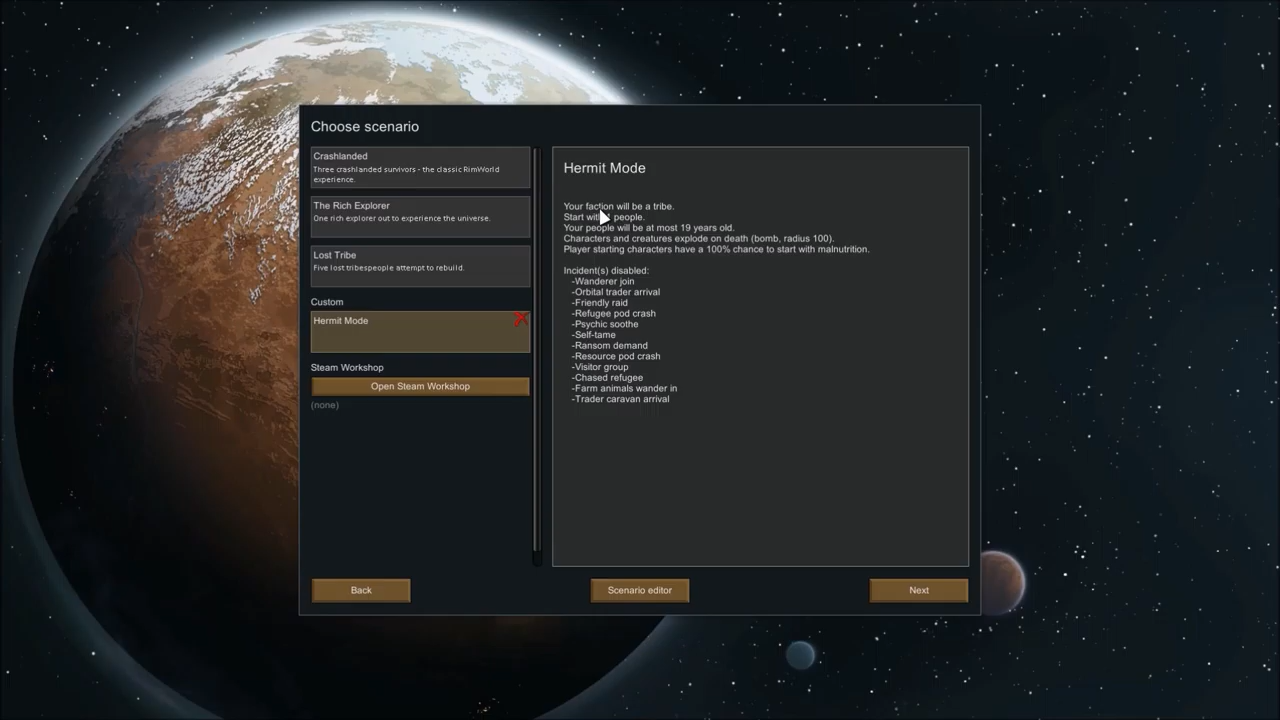 Choose scenario
Crashlanded
Three crashlanded survivors - the classic RimWorld
experience.
The Rich Explorer
One rich explorer out to experience the universe.
Lost Tribe
Five lost tribespeople attempt to rebuild.
Custom
Hermit Mode
Steam Workshop
Open Steam Workshop
(none)
Hermit Mode
Your faction will be a tribe.
Start people.
Your people will be at most 19 years old.
Characters and creatures explode on death (bomb, radius 100).
Player starting characters have a 100% chance to start with malnutrition.
Incident(s) disabled:
-Wanderer join
-Orbital trader arrival
-Friendly raid
-Refugee pod crash
-Psychic soothe
-Self-tame
-Ransom demand
-Resource pod crash
-Visitor group
-Chased refugee
-Farm animals wander in
-Trader caravan arrival
Back
Scenario editor
Next